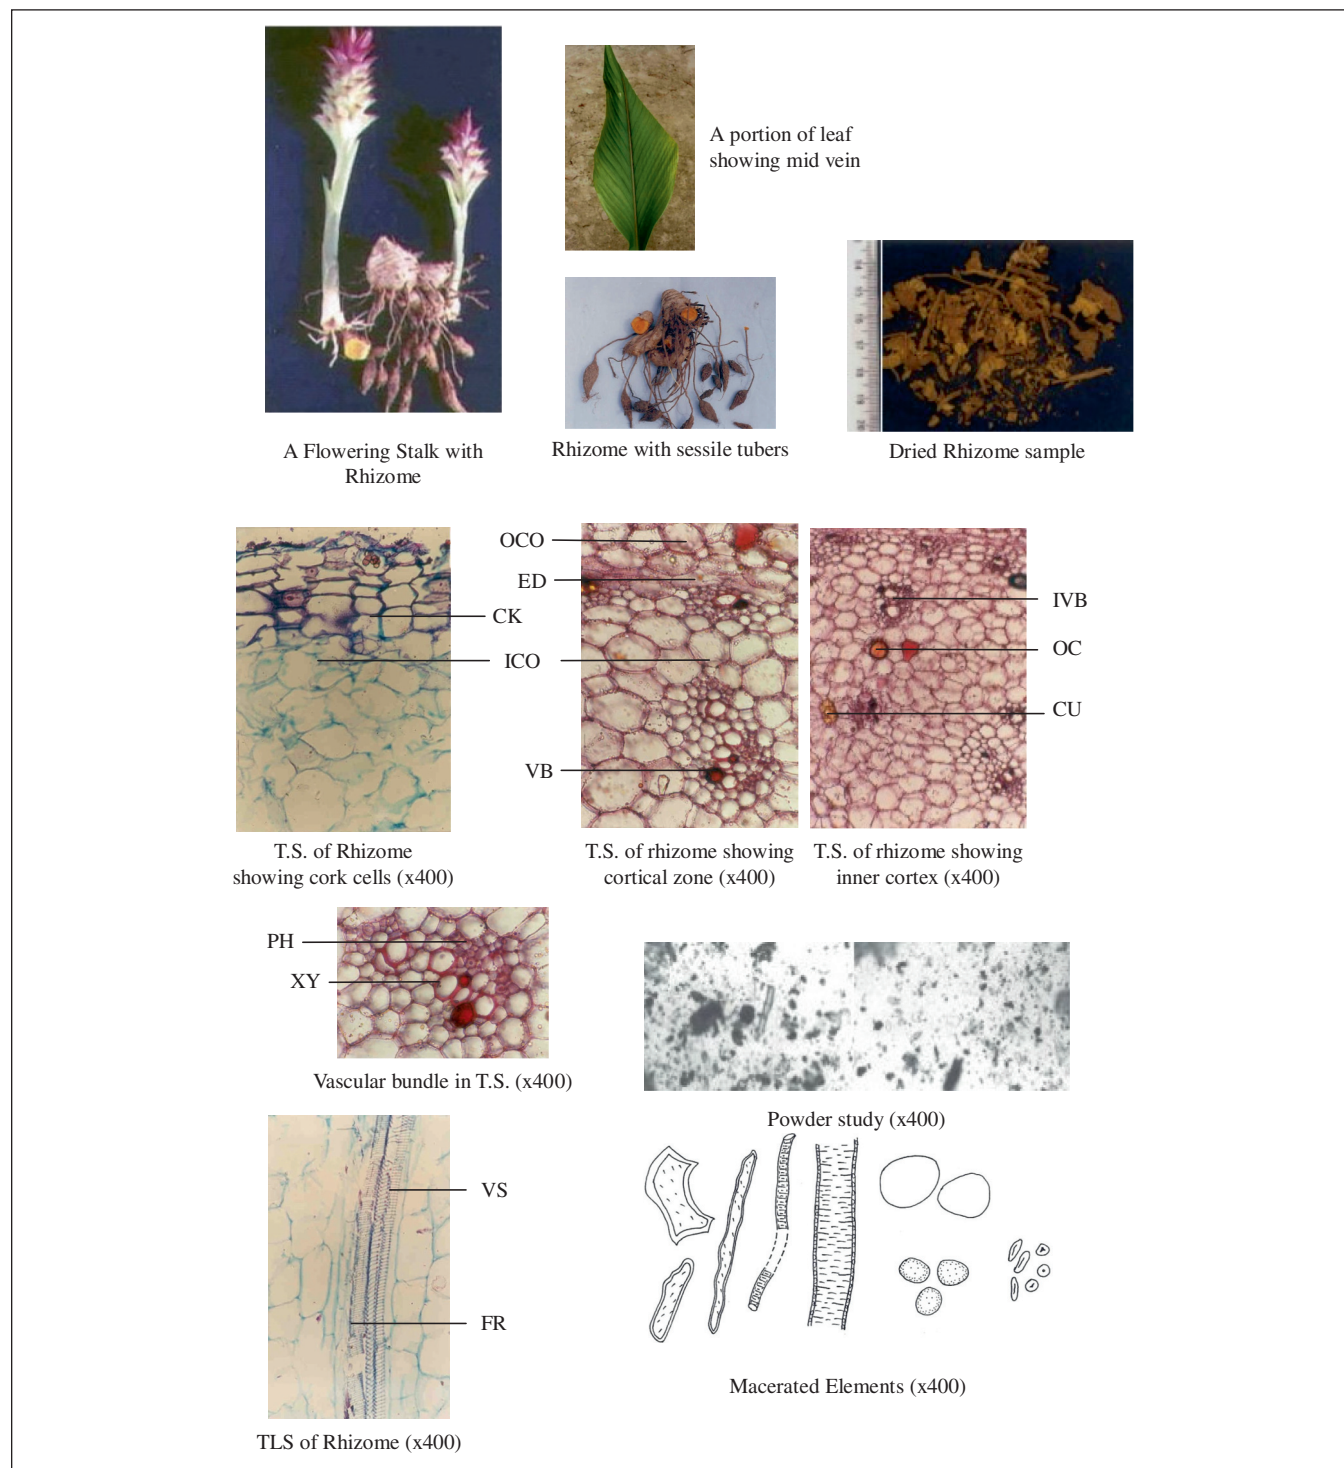 A portion of leaf
showing mid vein
A Flowering Stalk with
Rhizome
Rhizome with sessile tubers
Dried Rhizome sample
OCO
ED
CK
ICO
VB
IVB
OC
CU
T.S. of Rhizome
showing cork cells (x400)
T.S. of rhizome showing
cortical zone (x400)
T.S. of rhizome showing
inner cortex (x400)
PH
XY
Vascular bundle in T.S. (x400)
Powder study (x400)
VS
FR
Macerated Elements (x400)
TLS of Rhizome (x400)